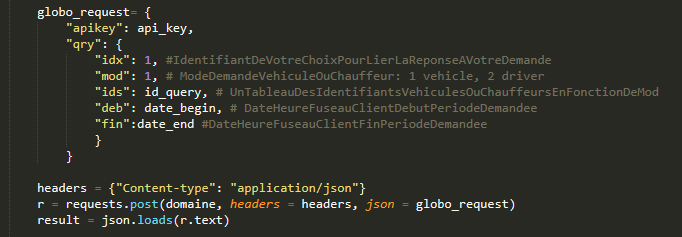 globo_request= {
"apikey": api_key,
"qry": {
"idx": 1, #IdentifiantDeVotreChoixPourLierLaReponseAVotreDemande
"mod": 1, # ModeDemandeVehiculeOuChauffeur: 1 vehicle, 2 driver
"ids": id_query, # UnTableauDesIdentifiantsVehiculesOuChauffeursEnFonctionDeMod
"deb": date_begin, # DateHeureFuseauClientDebutPeriodeDemandee
"fin":date_end #DateHeureFuseauClientFinPeriodeDemandee
}
}
headers = {"Content-type": "application/json"}
r = requests.post(domaine, headers = headers, json = globo_request)
result = json.loads(r.text)